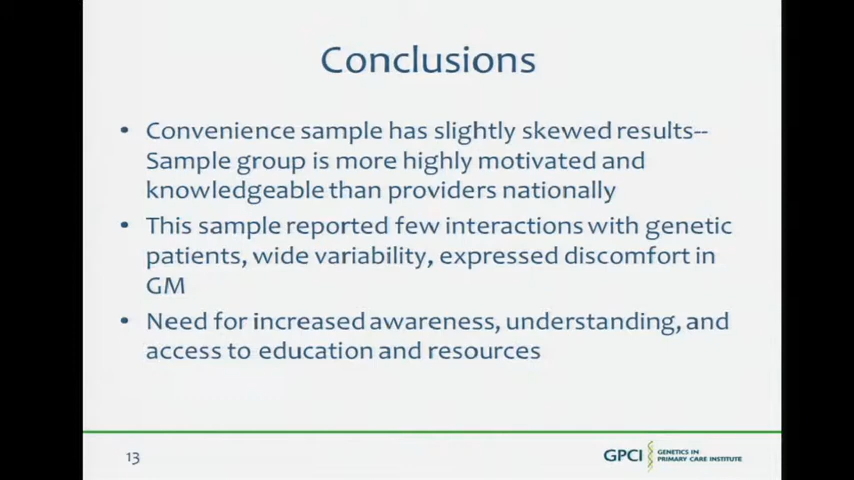 Conclusions
• Convenience sample has slightly skewed results--
Sample group is more highly motivated and
knowledgeable than providers nationally
• This sample reported few interactions with genetic
patients, wide variability, expressed discomfort in
GM
• Need for increased awareness, understanding, and
access to education and resources
13
GPCI
GENETICS IN
PRIMARY CARE INSTITUTE